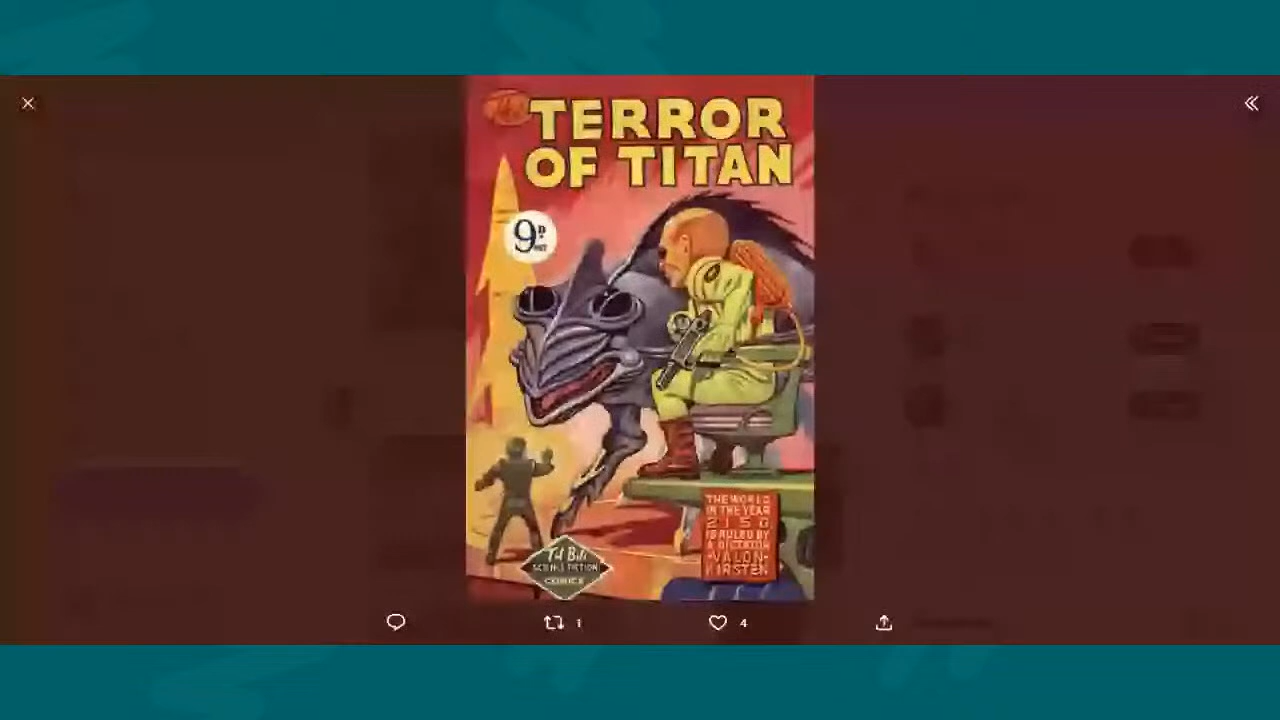 The
TERROR
OF TITAN
9D.
NET
THE WORLD
IN THE YEAR
2150
IS RULED BY
A DICTATOR
-VALON-
KIRSTEN
Tit Bits
SCIENCE FICTION
COMICS
1
4